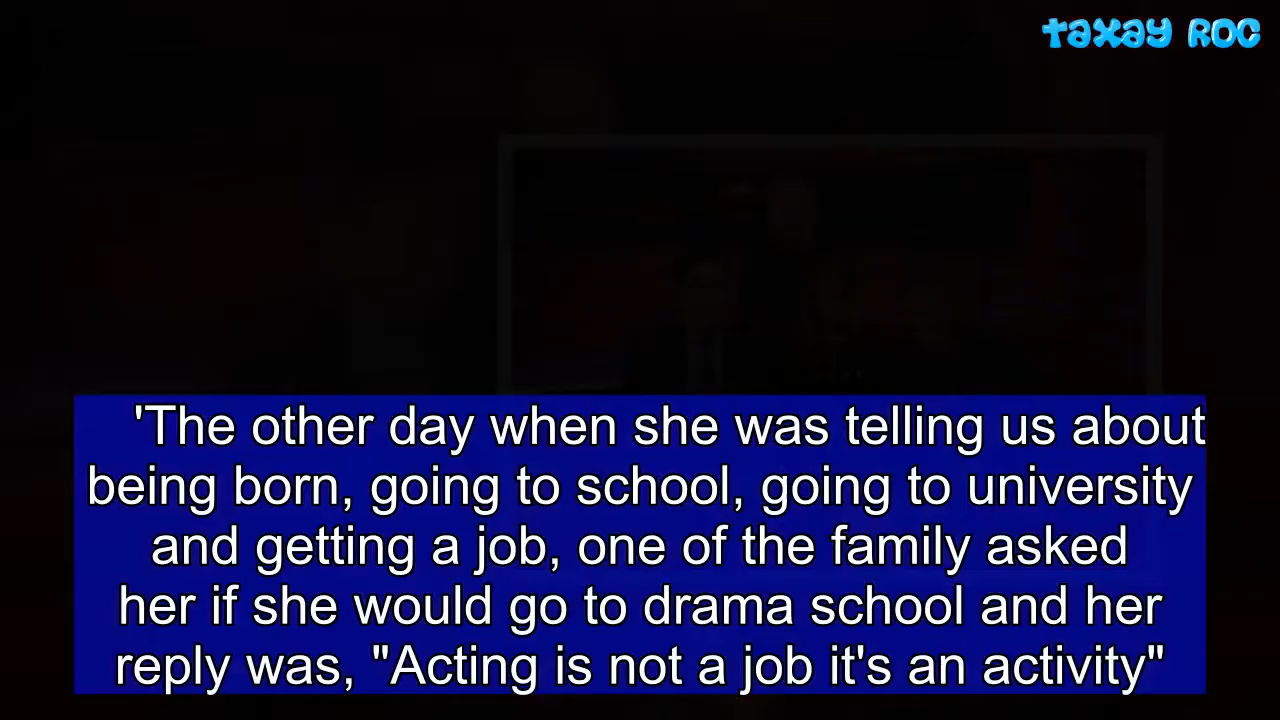 TaXaY ROC
'The other day when she was telling us about
being born, going to school, going to university
and getting a job, one of the family asked
her if she would go to drama school and her
reply was, "Acting is not a job it's an activity"